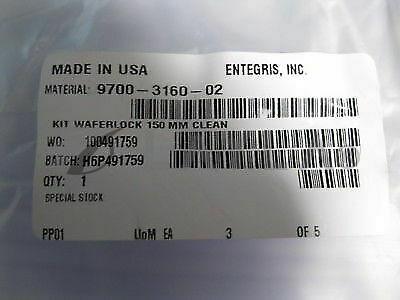 MADE IN USA ENTEGRIS, INC.
MATERIAL: 9700-3160-02
KIT WAFERLOCK 150 MM CLEAN
WO: 100491759
BATCH: H6P491759
QTY: 1
SPECIAL STOCK
PP01 UoM EA 3 OF 5